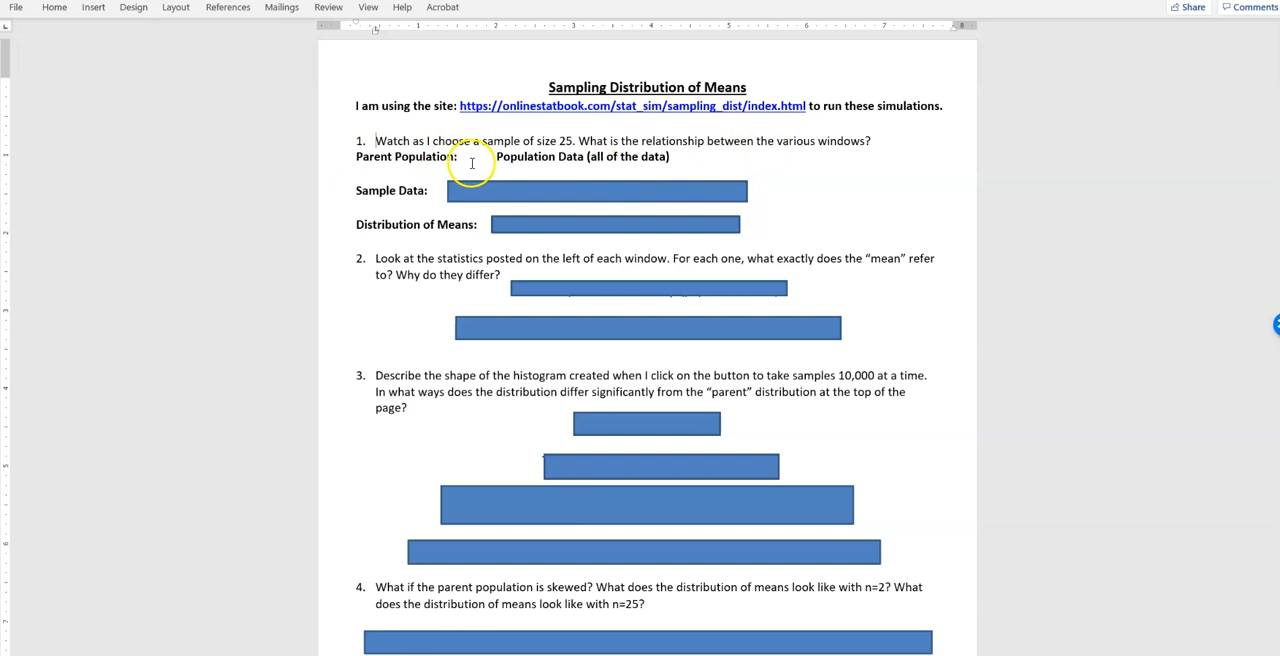 File Home Insert Design Layout References Mailings Review View Help Acrobat Share Comments
1 2 3 4 5 6 7 8
Sampling Distribution of Means
I am using the site: https://onlinestatbook.com/stat_sim/sampling_dist/index.html to run these simulations.
1. Watch as I choose a sample of size 25. What is the relationship between the various windows?
Parent Population: Population Data (all of the data)
Sample Data:
Distribution of Means:
2. Look at the statistics posted on the left of each window. For each one, what exactly does the “mean” refer
to? Why do they differ?
3. Describe the shape of the histogram created when I click on the button to take samples 10,000 at a time.
In what ways does the distribution differ significantly from the “parent” distribution at the top of the
page?
4. What if the parent population is skewed? What does the distribution of means look like with n=2? What
does the distribution of means look like with n=25?